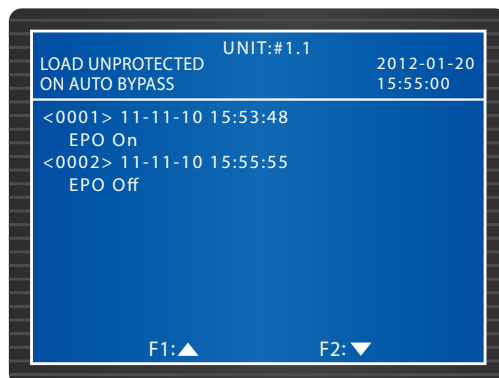 UNIT:#1.1
LOAD UNPROTECTED 2012-01-20
ON AUTO BYPASS 15:55:00
<0001> 11-11-10 15:53:48
EPO On
<0002> 11-11-10 15:55:55
EPO Off
F1:▲ F2:▼